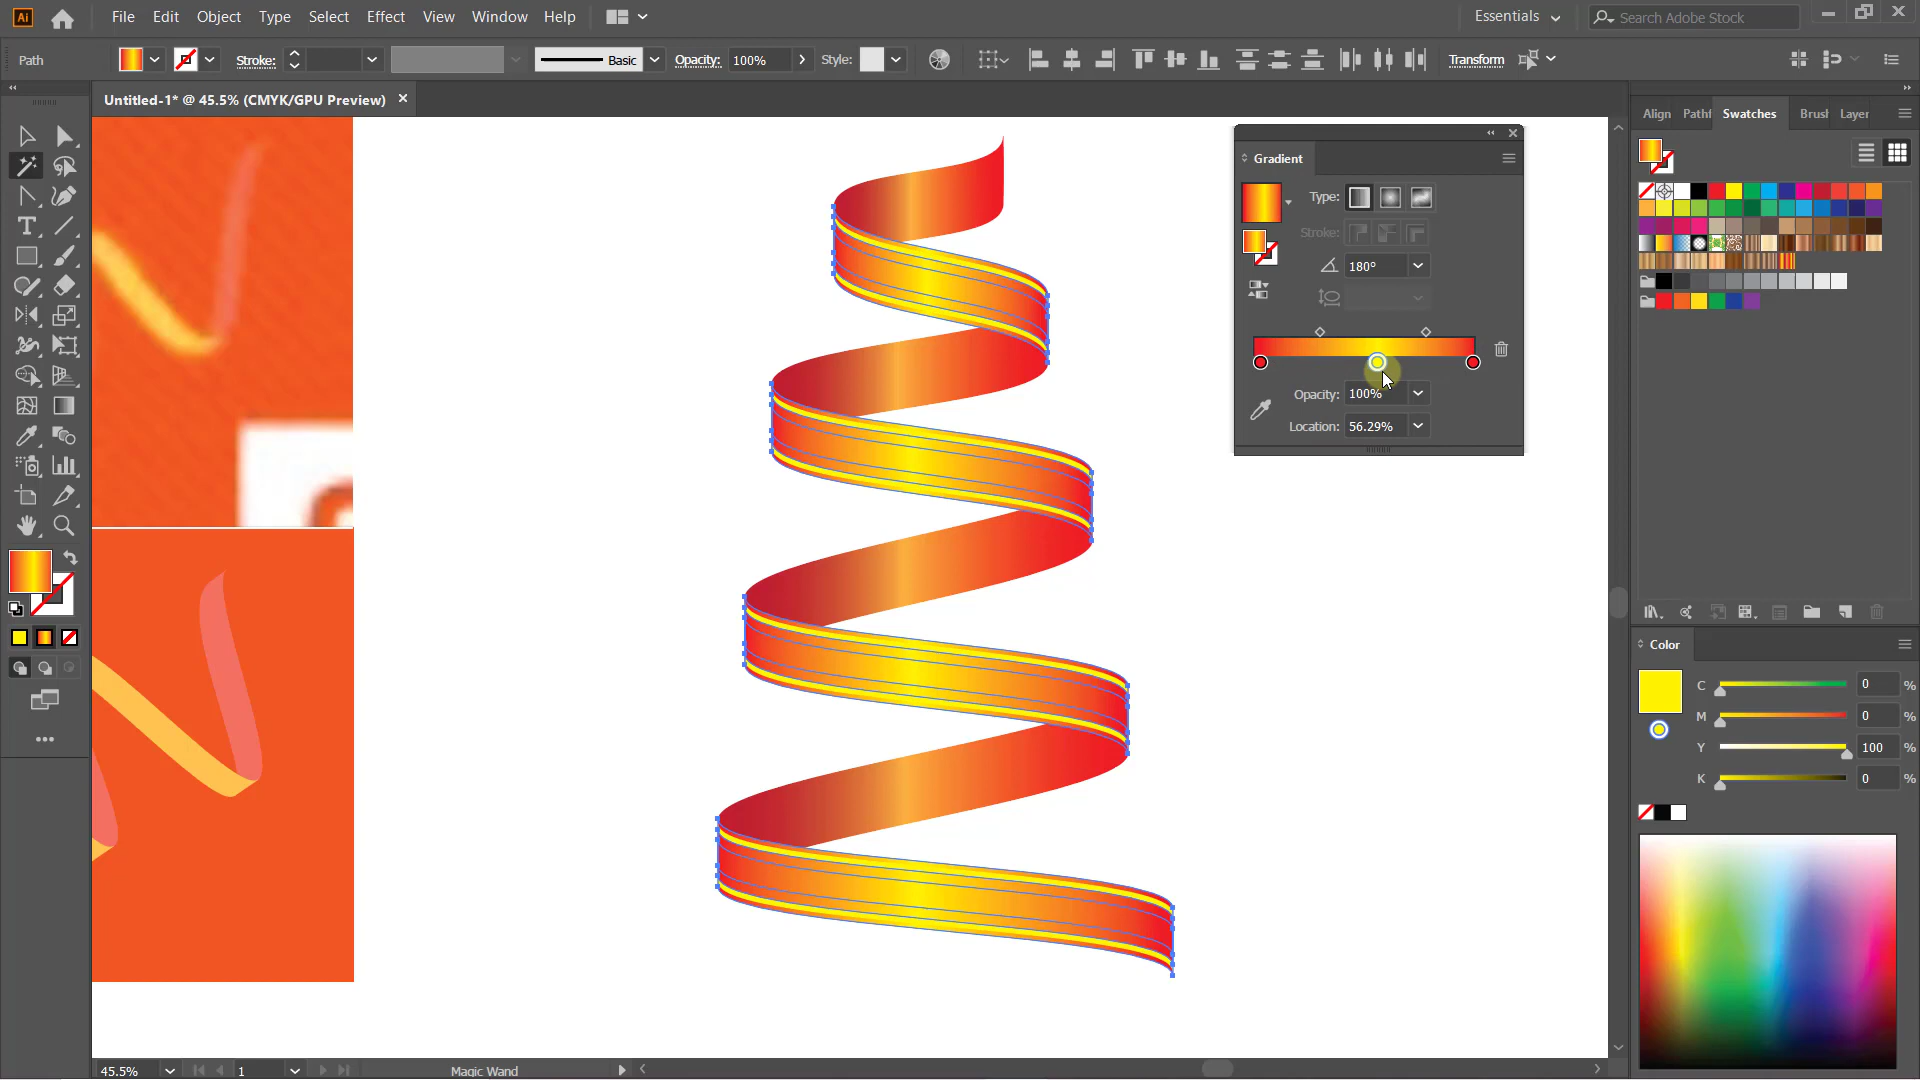 Ai File Edit Object Type Select Effect View Window Help Essentials Search Adobe Stock
Path Stroke: Basic Opacity: 100% Style: Transform
Untitled-1* @ 45.5% (CMYK/GPU Preview)
Align Pathf Swatches Brush Layer
Gradient
Type:
Stroke:
180°
Opacity: 100%
Location: 56.29%
Color
C 0 %
M 0 %
Y 100 %
K 0 %
45.5% 1 Magic Wand